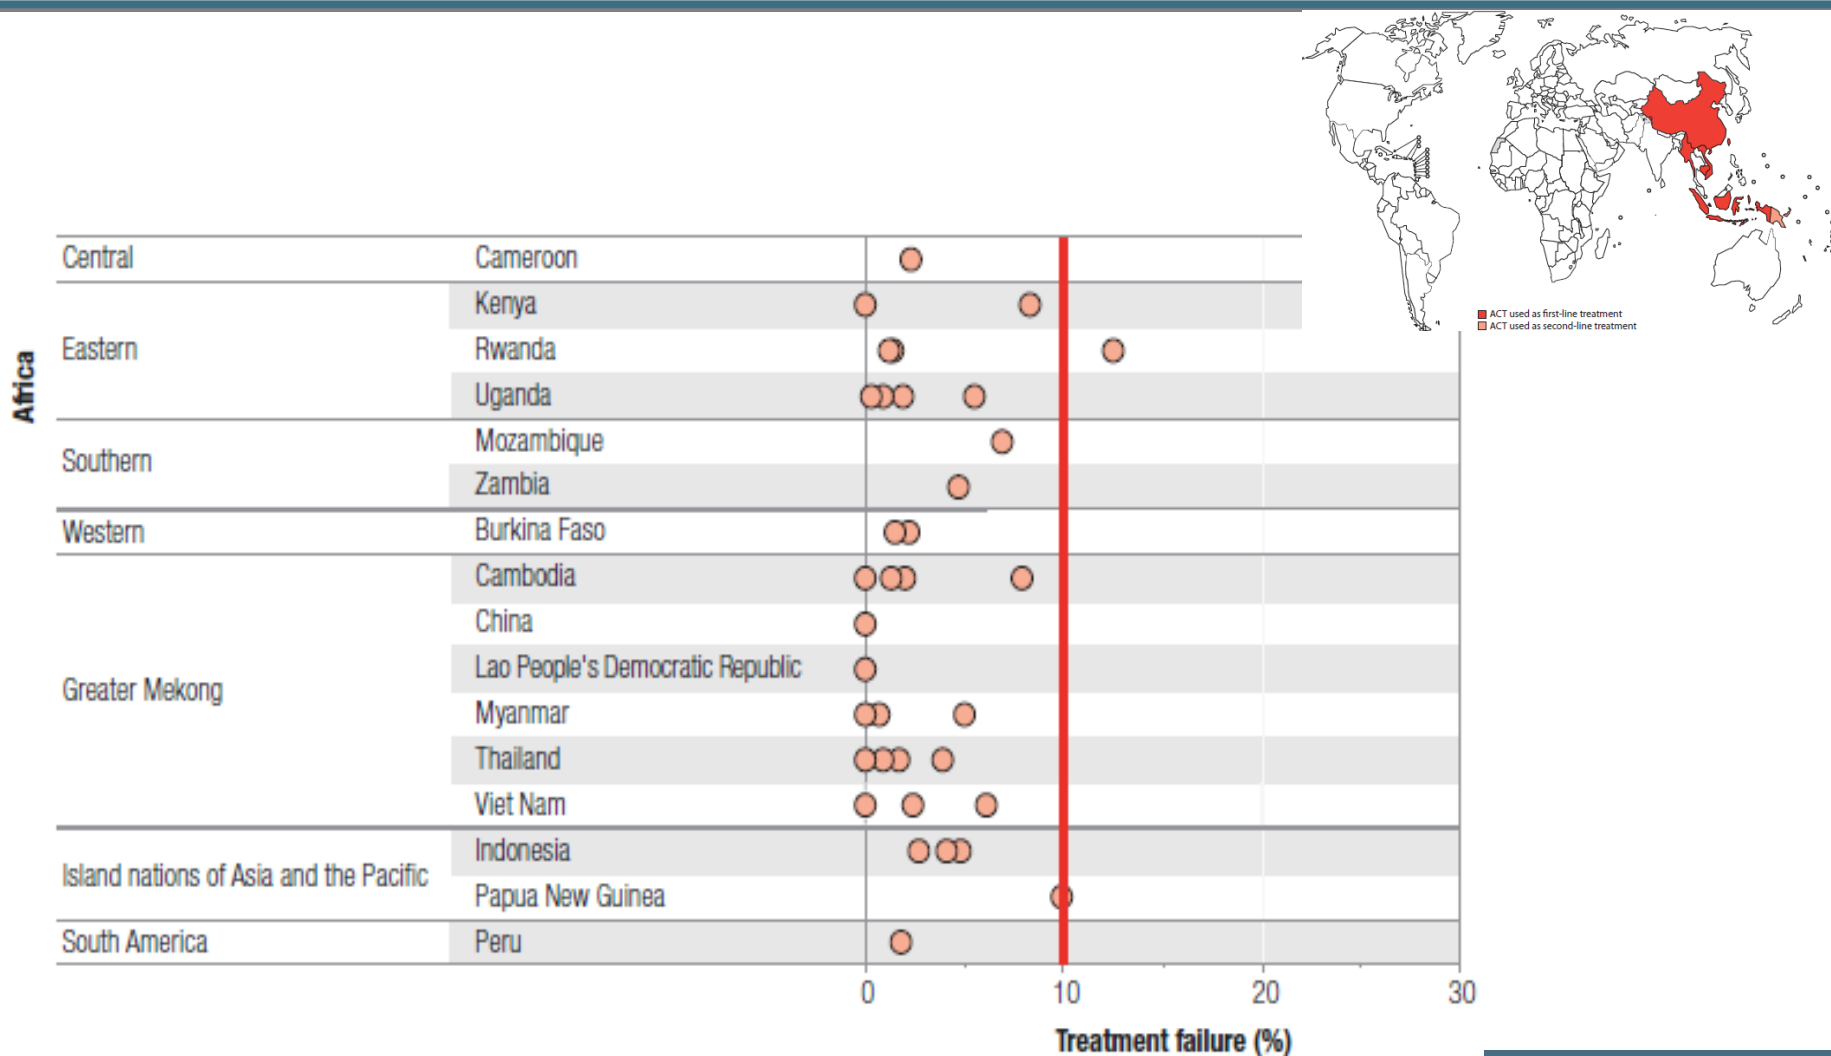 ACT used as first-line treatment
ACT used as second-line treatment
Africa
Central
Cameroon
Eastern
Kenya
Rwanda
Uganda
Southern
Mozambique
Zambia
Western
Burkina Faso
Greater Mekong
Cambodia
China
Lao People's Democratic Republic
Myanmar
Thailand
Viet Nam
Island nations of Asia and the Pacific
Indonesia
Papua New Guinea
South America
Peru
0 10 20 30
Treatment failure (%)